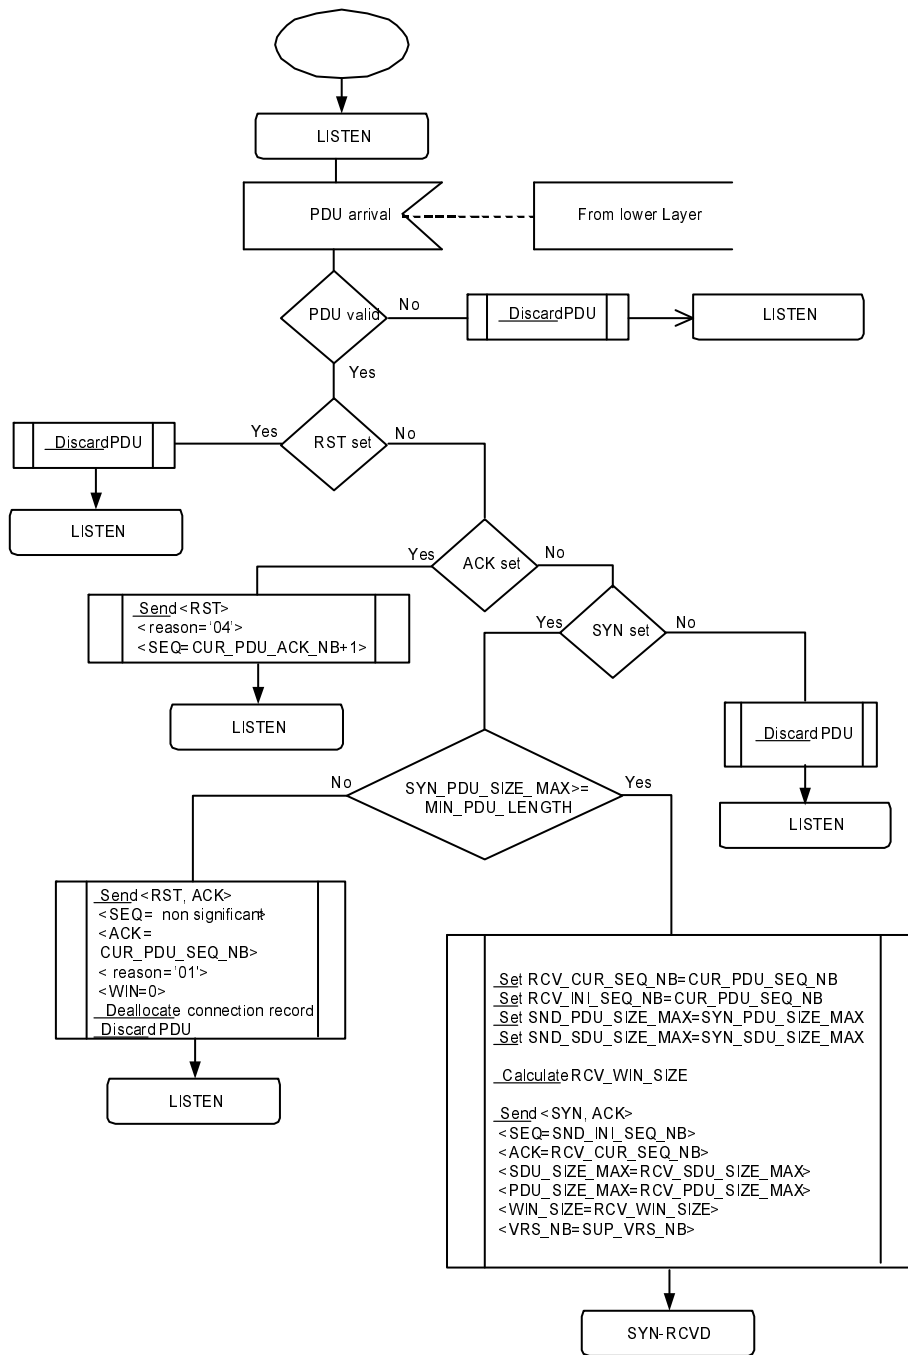 LISTEN
PDU arrival
From lower Layer
PDU valid
No
Discard PDU
LISTEN
Yes
Yes
RST set
No
Discard PDU
LISTEN
Yes
ACK set
No
Send <RST>
<reason='04'>
<SEQ=CUR_PDU_ACK_NB+1>
LISTEN
Yes
SYN set
No
Discard PDU
LISTEN
No
SYN_PDU_SIZE_MAX>=
MIN_PDU_LENGTH
Yes
Send <RST, ACK>
<SEQ= non significant>
<ACK=
CUR_PDU_SEQ_NB>
< reason='01'>
<WIN=0>
Deallocate connection record
Discard PDU
LISTEN
Set RCV_CUR_SEQ_NB=CUR_PDU_SEQ_NB
Set RCV_INI_SEQ_NB=CUR_PDU_SEQ_NB
Set SND_PDU_SIZE_MAX=SYN_PDU_SIZE_MAX
Set SND_SDU_SIZE_MAX=SYN_SDU_SIZE_MAX
Calculate RCV_WIN_SIZE
Send <SYN, ACK>
<SEQ=SND_INI_SEQ_NB>
<ACK=RCV_CUR_SEQ_NB>
<SDU_SIZE_MAX=RCV_SDU_SIZE_MAX>
<PDU_SIZE_MAX=RCV_PDU_SIZE_MAX>
<WIN_SIZE=RCV_WIN_SIZE>
<VRS_NB=SUP_VRS_NB>
SYN-RCVD